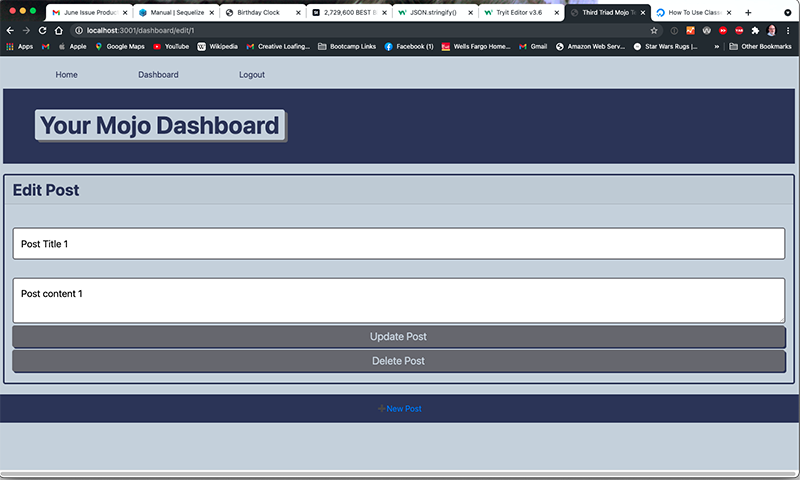 June Issue Produc
Manual | Sequelize
Birthday Clock
2,729,600 BEST B
JSON.stringify()
Tryit Editor v3.6
Third Triad Mojo Te
How To Use Classe
localhost:3001/dashboard/edit/1
Apps
M
Apple
Google Maps
YouTube
Wikipedia
Creative Loafing...
Bootcamp Links
Facebook (1)
Wells Fargo Home...
Gmail
Amazon Web Serv...
Star Wars Rugs |...
»
Other Bookmarks
Home
Dashboard
Logout
Your Mojo Dashboard
Edit Post
Post Title 1
Post content 1
Update Post
Delete Post
➕New Post